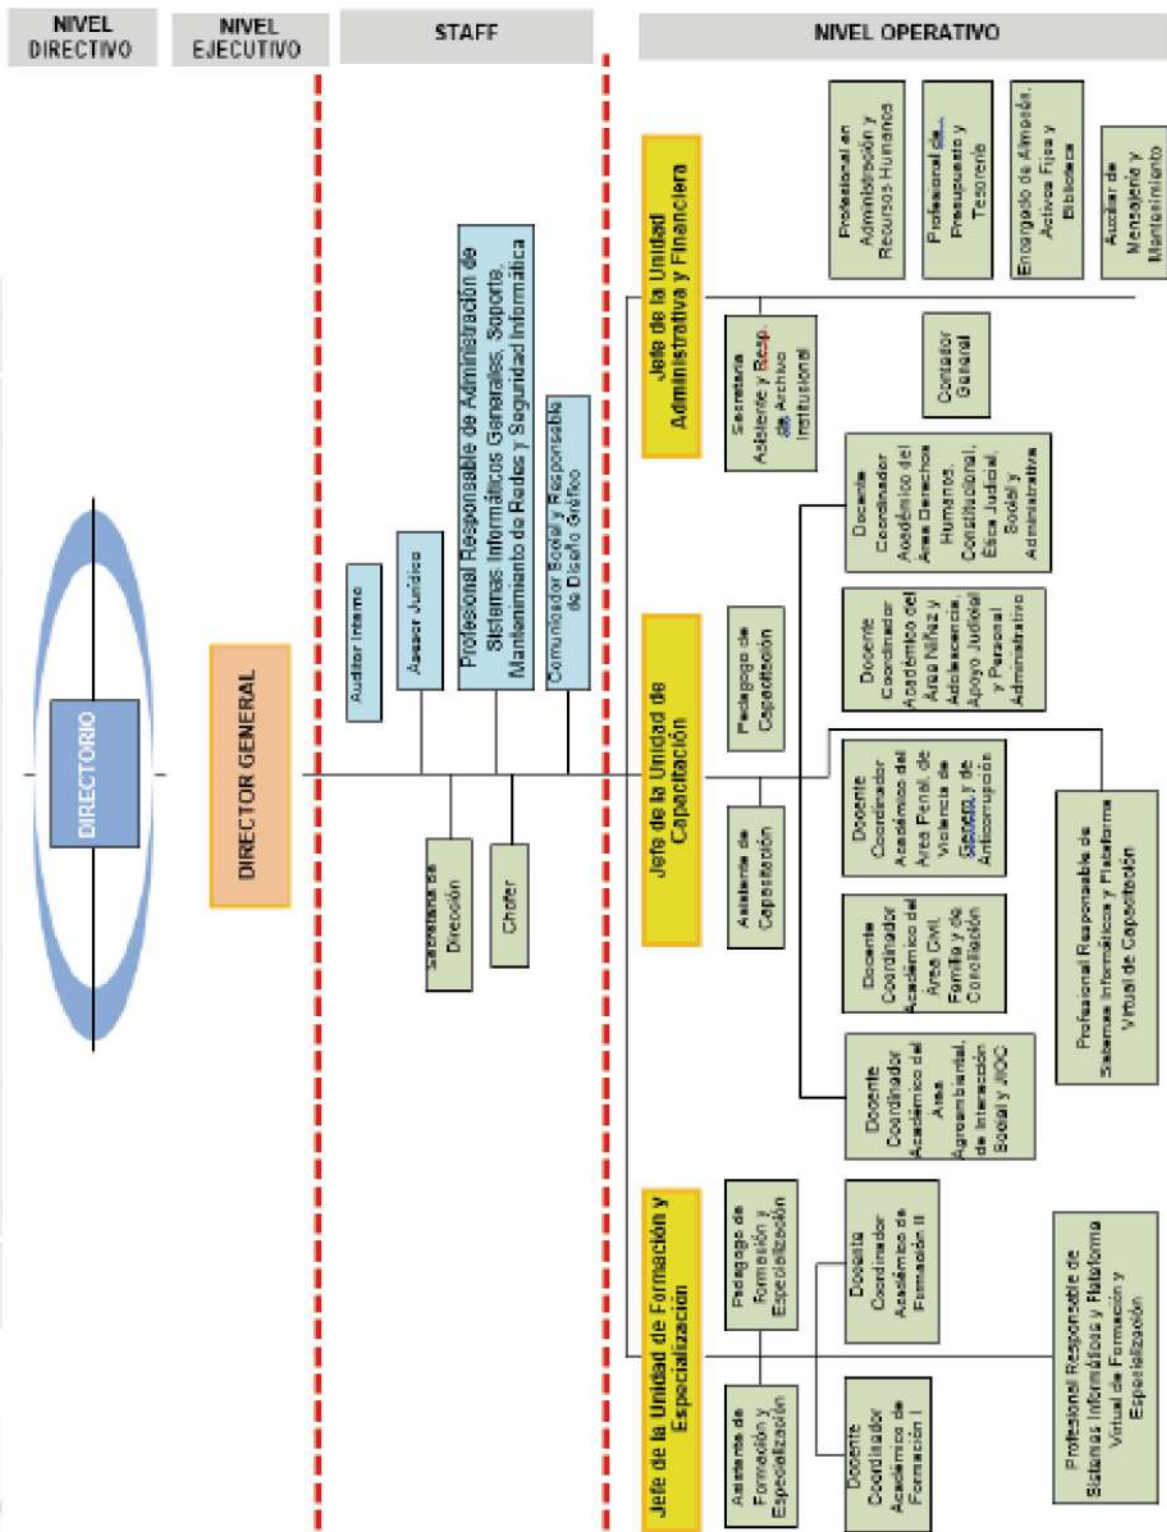 NIVEL
DIRECTIVO
DIRECTORIO
NIVEL
EJECUTIVO
DIRECTOR GENERAL
STAFF
Auditor Interno
Asesor Jurídico
Profesional Responsable de Administración de
Sistemas Informáticos Generales, Soporte,
Mantenimiento de Redes y Seguridad Informática
Comunicador Social y Responsable
de Diseño Gráfico
Secretaria de
Dirección
Chofer
NIVEL OPERATIVO
Jefe de la Unidad de Formación y
Especialización
Asistente de
Formación y
Especialización
Pedagogo de
Formación y
Especialización
Docente
Coordinador
Académico de
Formación I
Docente
Coordinador
Académico de
Formación II
Profesional Responsable de
Sistemas Informáticos y Plataforma
Virtual de Formación y
Especialización
Jefe de la Unidad de
Capacitación
Asistente de
Capacitación
Pedagogo de
Capacitación
Docente
Coordinador
Académico del
Área
Agroambiental,
de Interacción
Social y JIOC
Docente
Coordinador
Académico del
Área Civil,
Familia y de
Conciliación
Docente
Coordinador
Académico del
Área Penal, de
Violencia de
Género y de
Anticorrupción
Docente
Coordinador
Académico del
Área Niñez y
Adolescencia,
Apoyo Judicial
y Personal
Administrativo
Docente
Coordinador
Académico del
Área Derechos
Humanos,
Constitucional,
Ética Judicial,
Social y
Administrativa
Profesional Responsable de
Sistemas Informáticos y Plataforma
Virtual de Capacitación
Jefe de la Unidad
Administrativa y Financiera
Secretaria
Asistente y Resp.
de Archivo
Institucional
Contador
General
Profesional en
Administración y
Recursos Humanos
Profesional de
Presupuesto y
Tesorería
Encargado de Almacén,
Activos Fijos y
Biblioteca
Auxiliar de
Mensajería y
Mantenimiento